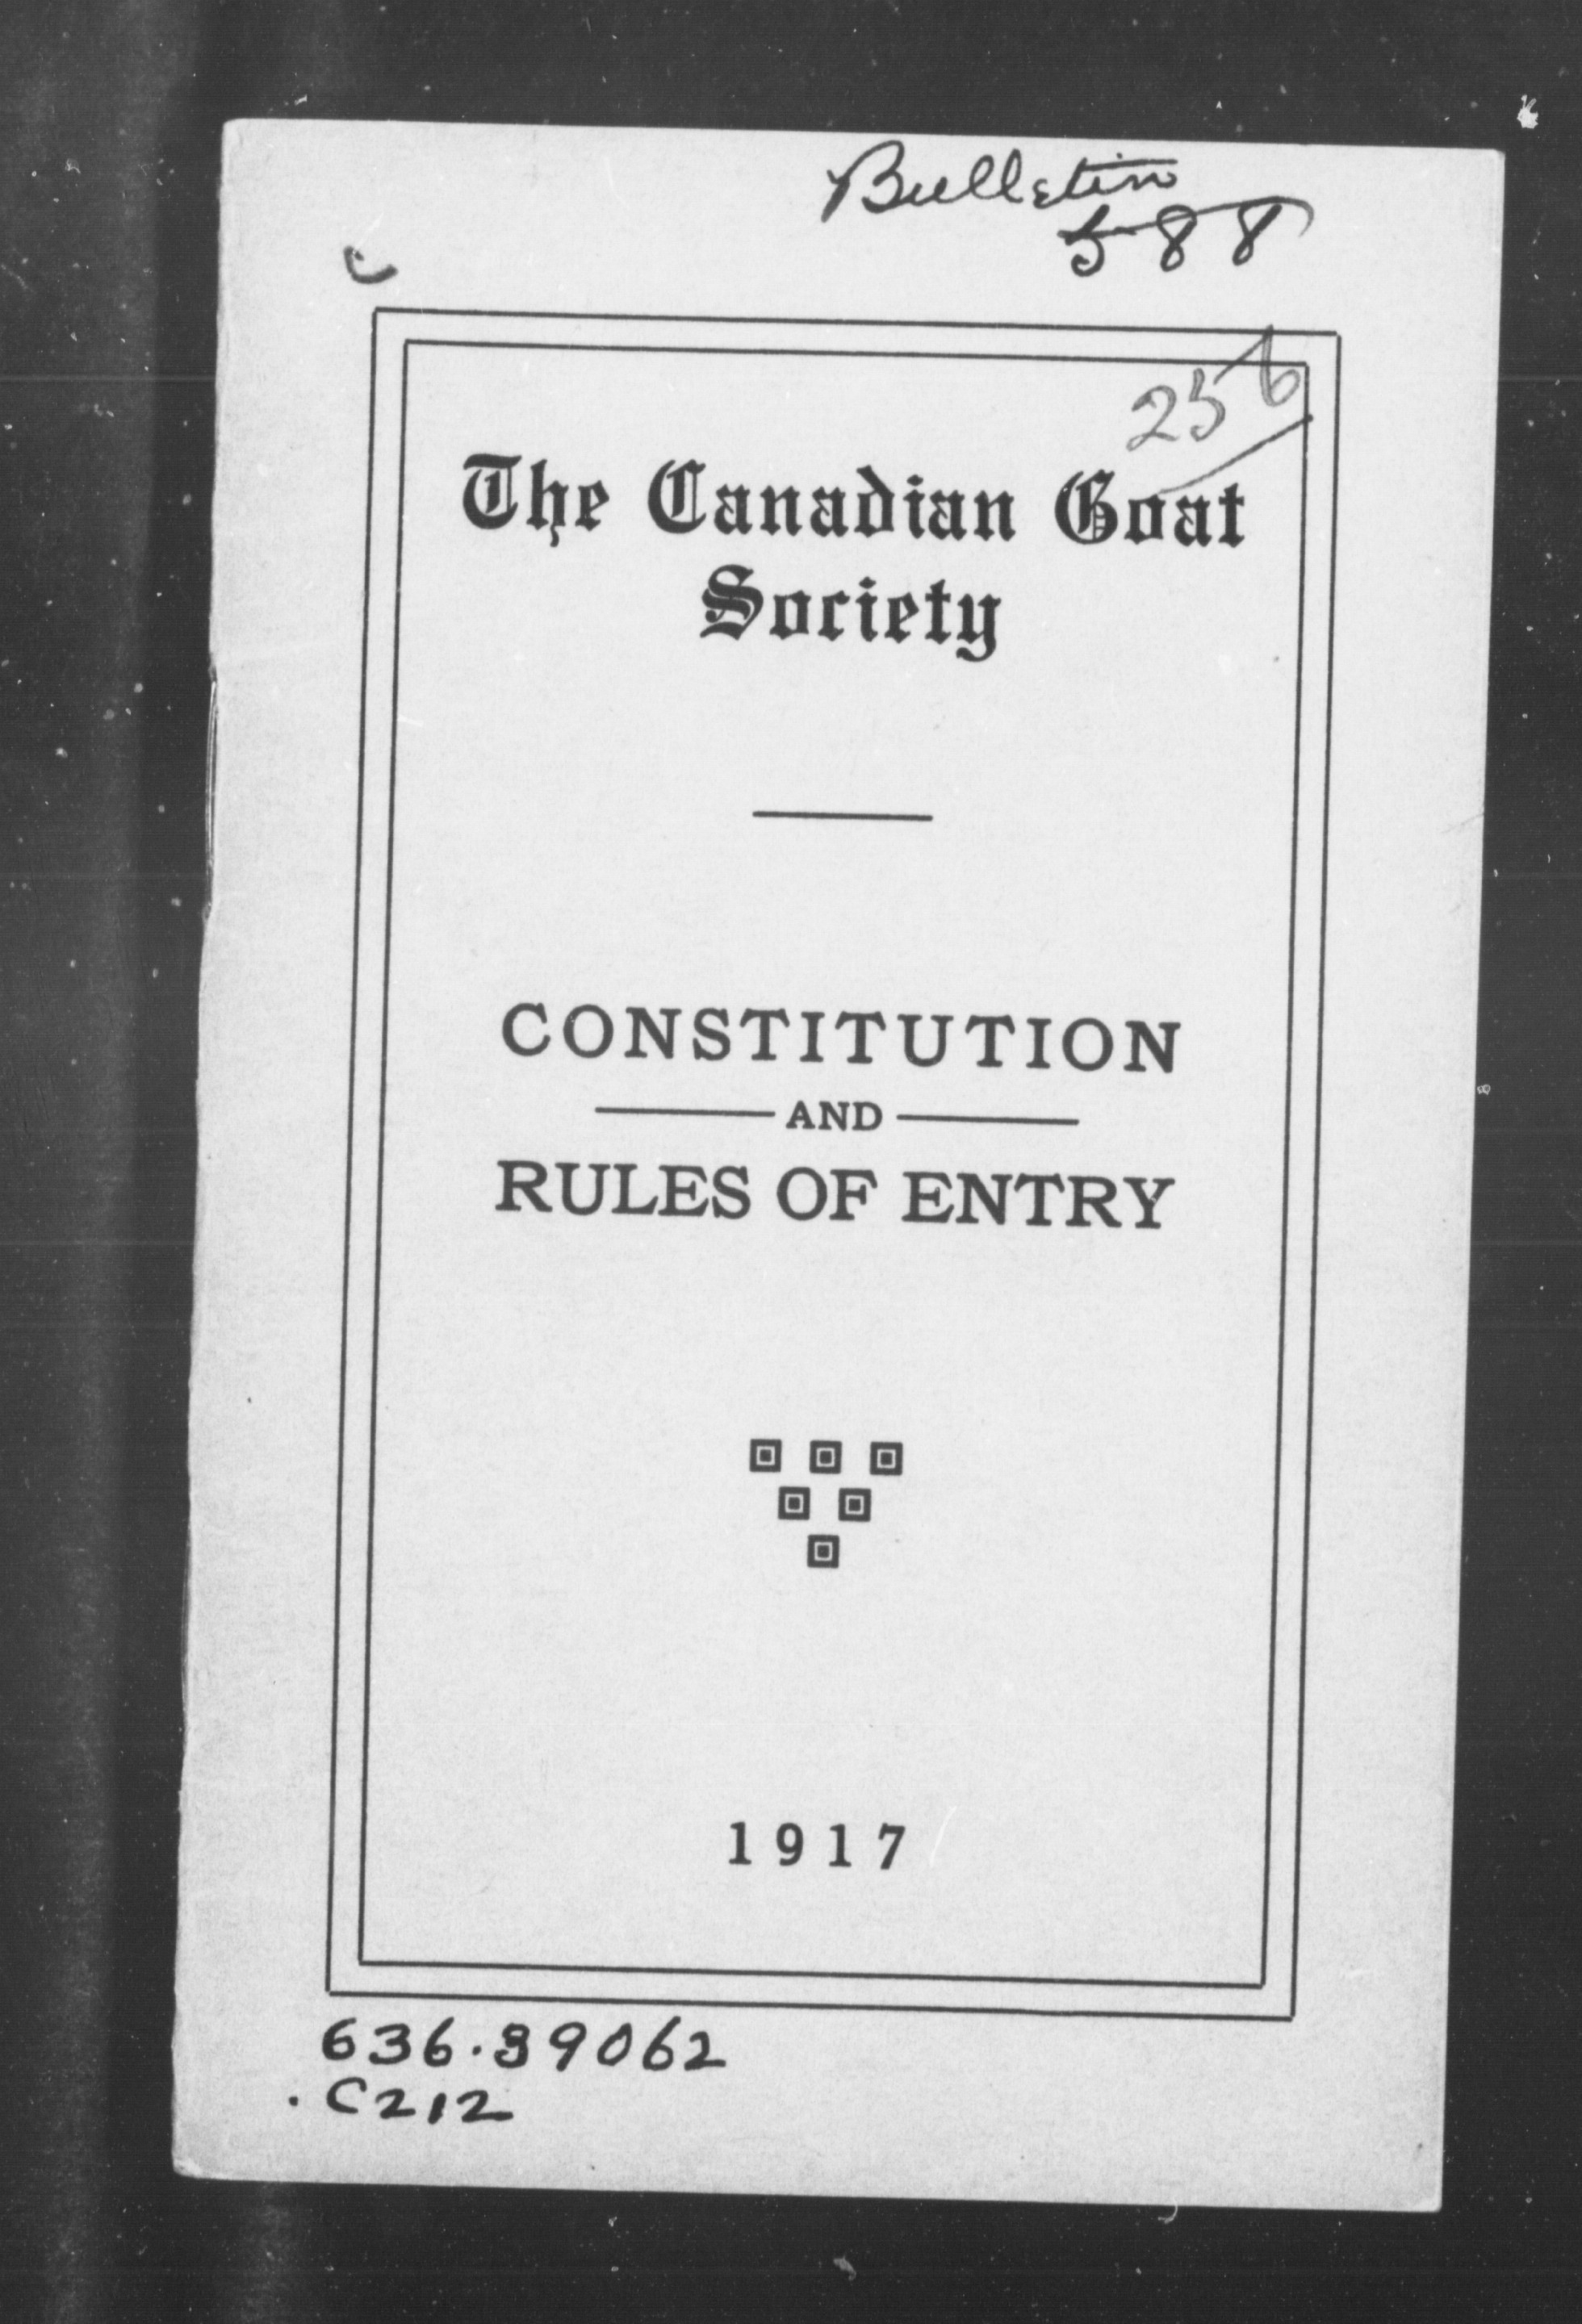 Bulletin
588
256
The Canadian Goat
Society
CONSTITUTION
AND
RULES OF ENTRY
1917
636.39062
.C212